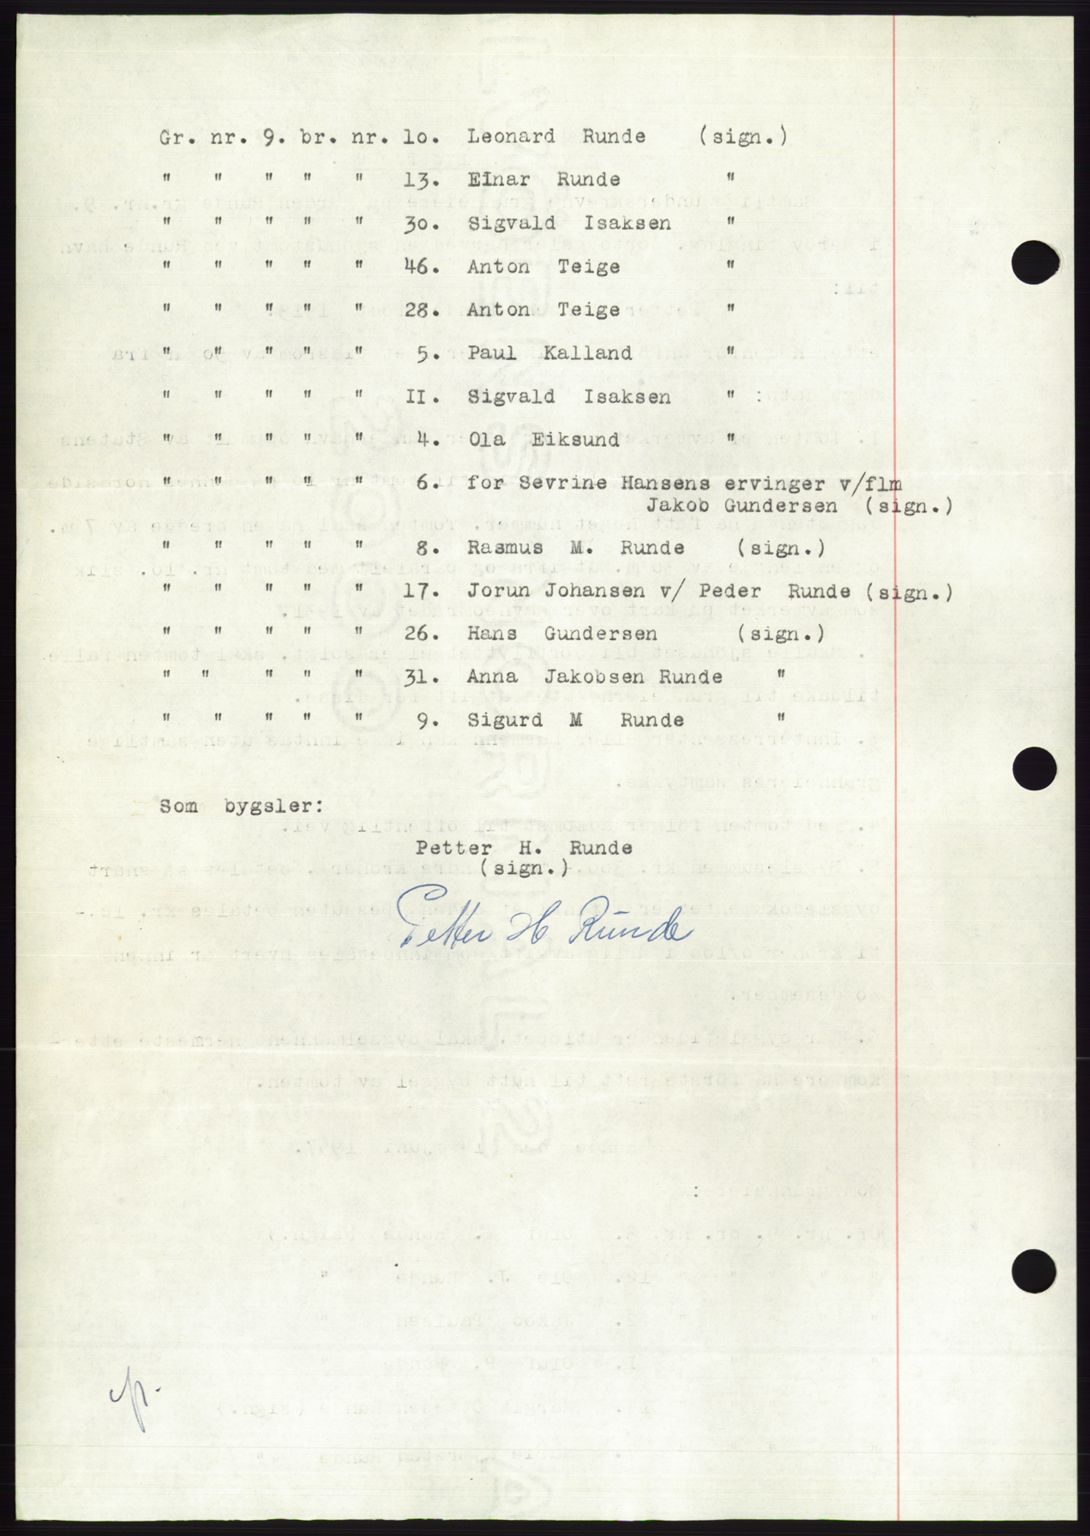 Gr. nr. 9. br. nr. lo. Leonard Runde (sign.)
" " " " " 13. Einar Runde "
" " " " " 30. Sigvald Isaksen "
" " " " " 46. Anton Teige "
" " " " " 28. Anton Teige "
" " " " " 5. Paul Kalland "
" " " " " II. Sigvald Isaksen "
" " " " " 4. Ola Eiksund "
" " " " " 6. for Sevrine Hansens ervinger v/flm
Jakob Gundersen (sign.)
" " " " " 8. Rasmus M. Runde (sign.)
" " " " " 17. Jorun Johansen v/ Peder Runde (sign.)
" " " " " 26. Hans Gundersen (sign.)
" " " " " 31. Anna Jakobsen Runde "
" " " " " 9. Sigurd M Runde "
Som bygsler:
Petter H. Runde
(sign.)
Petter H Runde